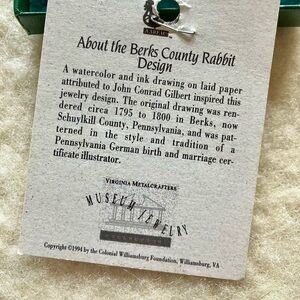 AARFAC
About the Berks County Rabbit
Design
A watercolor and ink drawing on laid paper
attributed to John Conrad Gilbert inspired this
jewelry design. The original drawing was ren-
dered circa 1795 to 1800 in Berks, now
Schuylkill County, Pennsylvania, and was pat-
terned in the style and tradition of a
Pennsylvania German birth and marriage cer-
tificate illustrator.
VIRGINIA METALCRAFTERS
MUSEUM JEWELRY
Copyright ©1994 by the Colonial Williamsburg Foundation, Williamsburg, VA